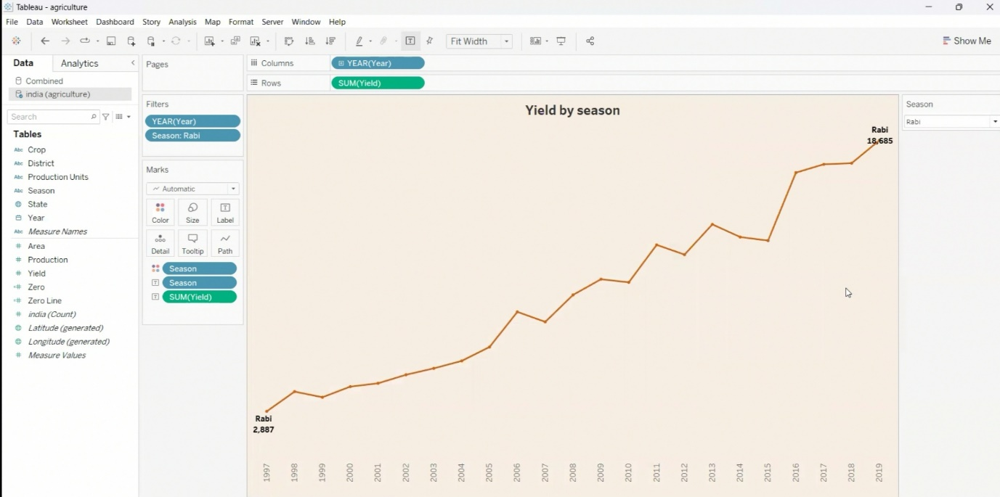 Tableau - agriculture
File Data Worksheet Dashboard Story Analysis Map Format Server Window Help
Fit Width
Show Me
Data Analytics
Combined
india (agriculture)
Search
Tables
Abc Crop
Abc District
Abc Production Units
Abc Season
State
Year
Abc Measure Names
# Area
# Production
# Yield
=# Zero
=# Zero Line
# india (Count)
Latitude (generated)
Longitude (generated)
# Measure Values
Pages
Filters
YEAR(Year)
Season: Rabi
Marks
Automatic
Color Size Label
Detail Tooltip Path
Season
Season
SUM(Yield)
Columns YEAR(Year)
Rows SUM(Yield)
Yield by season
Rabi
18,685
Rabi
2,887
1997 1998 1999 2000 2001 2002 2003 2004 2005 2006 2007 2008 2009 2010 2011 2012 2013 2014 2015 2016 2017 2018 2019
Season
Rabi